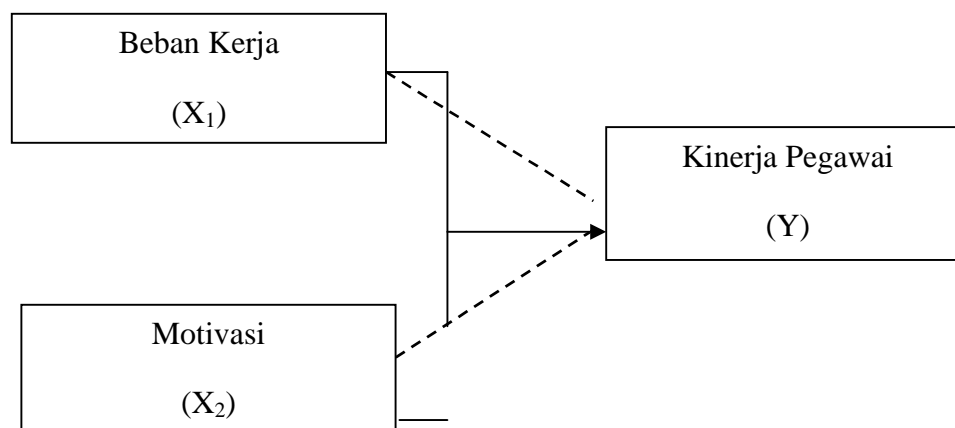 Beban Kerja
(X₁)
Kinerja Pegawai
(Y)
Motivasi
(X₂)